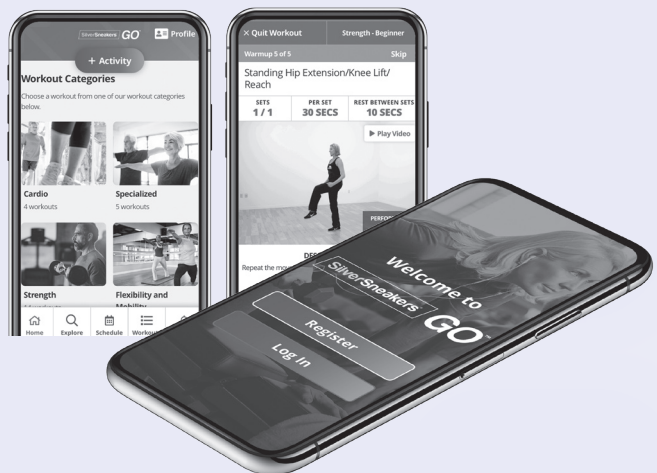 SilverSneakers GO
Profile
+ Activity
Workout Categories
Choose a workout from one of our workout categories
below.
Cardio
4 workouts
Specialized
5 workouts
Strength
Flexibility and
Home
Explore
Schedule
× Quit Workout
Strength - Beginner
Warmup 5 of 5
Skip
Standing Hip Extension/Knee Lift/
Reach
SETS
1 / 1
PER SET
30 SECS
REST BETWEEN SETS
10 SECS
Play Video
Repeat the
Welcome to
SilverSneakers
GO
Register
Log In